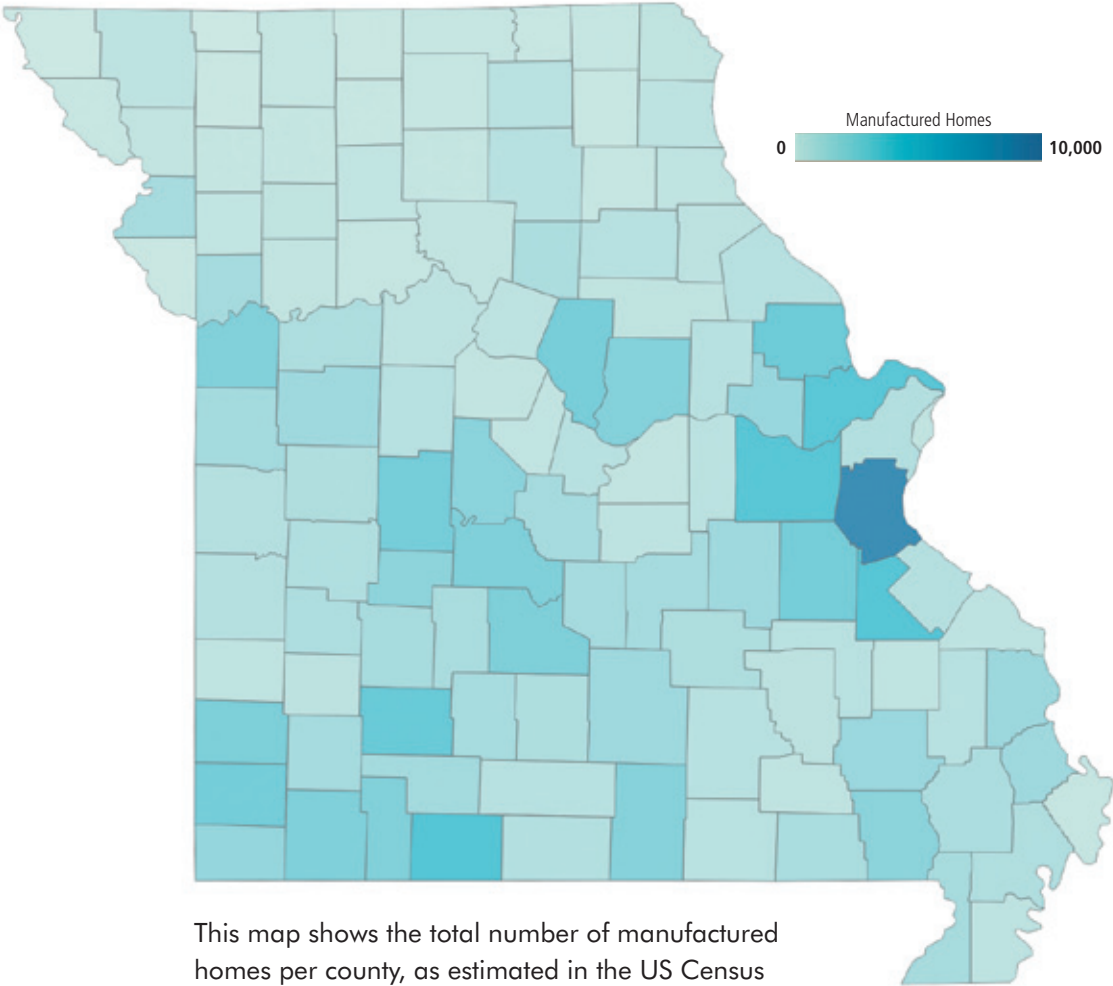 Manufactured Homes
0 10,000
This map shows the total number of manufactured
homes per county, as estimated in the US Census